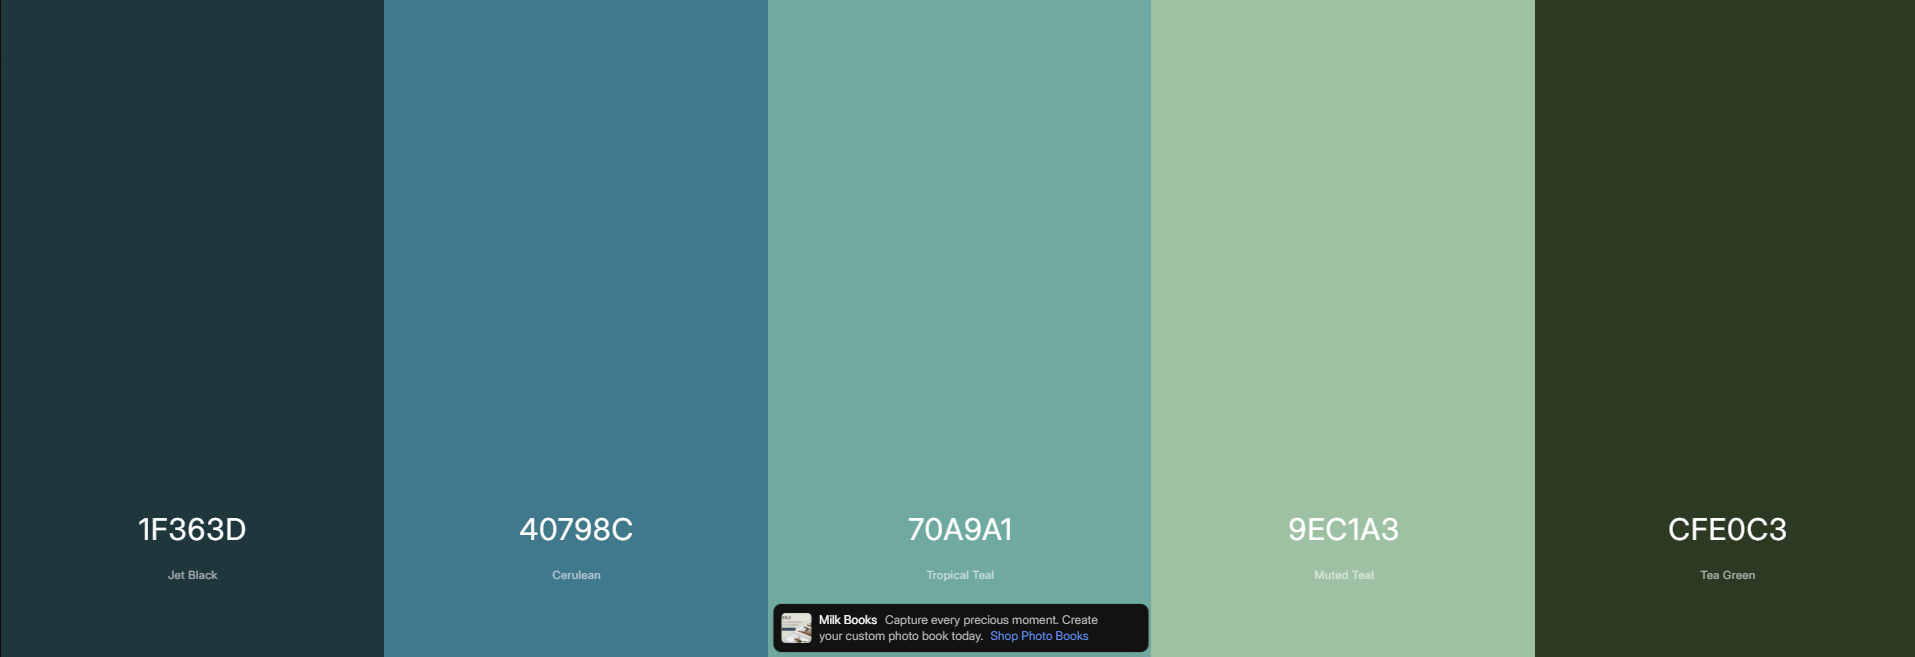 1F363D
Jet Black
40798C
Cerulean
70A9A1
Tropical Teal
9EC1A3
Muted Teal
CFE0C3
Tea Green
Milk Books Capture every precious moment. Create
your custom photo book today. Shop Photo Books